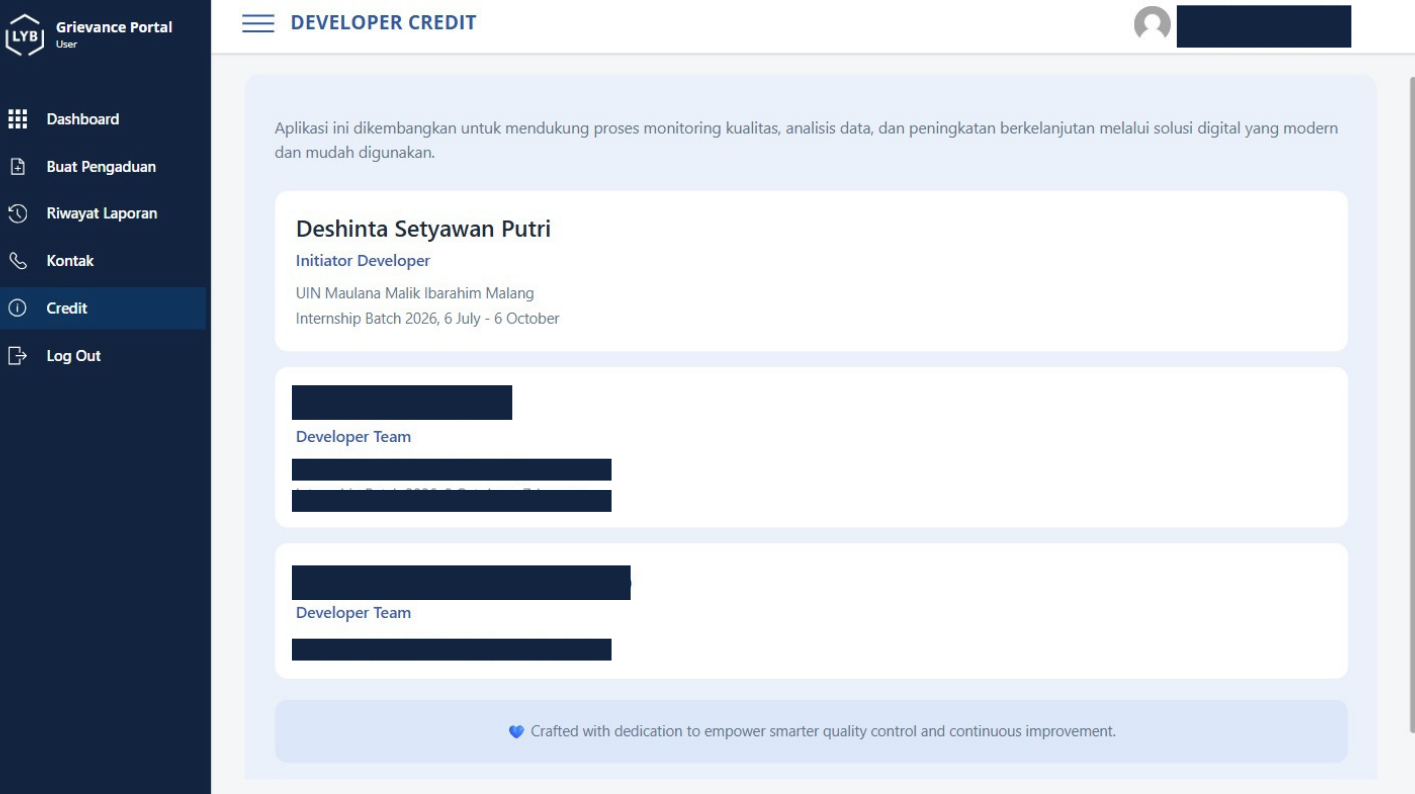 LYB
Grievance Portal
User
Dashboard
Buat Pengaduan
Riwayat Laporan
Kontak
Credit
Log Out
DEVELOPER CREDIT
Aplikasi ini dikembangkan untuk mendukung proses monitoring kualitas, analisis data, dan peningkatan berkelanjutan melalui solusi digital yang modern
dan mudah digunakan.
Deshinta Setyawan Putri
Initiator Developer
UIN Maulana Malik Ibarahim Malang
Internship Batch 2026, 6 July - 6 October
Developer Team
Developer Team
💙 Crafted with dedication to empower smarter quality control and continuous improvement.